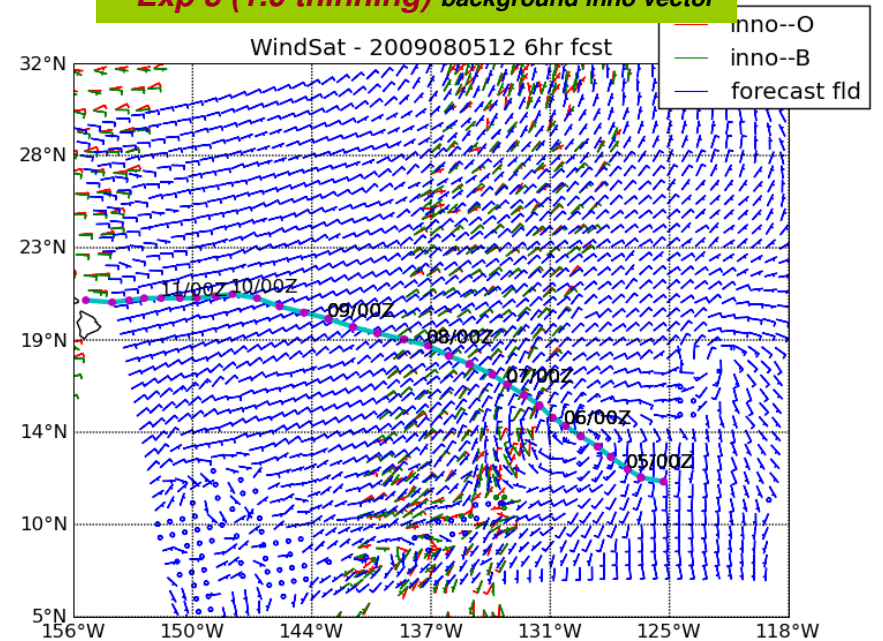 Exp 3 (1.0 thinning) background inno vector
WindSat - 2009080512 6hr fcst
inno--O
inno--B
forecast fld
32°N
28°N
23°N
19°N
14°N
10°N
5°N
11/00Z 10/00Z
09/00Z
08/00Z
07/00Z
06/00Z
05/00Z
156°W 150°W 144°W 137°W 131°W 125°W 118°W